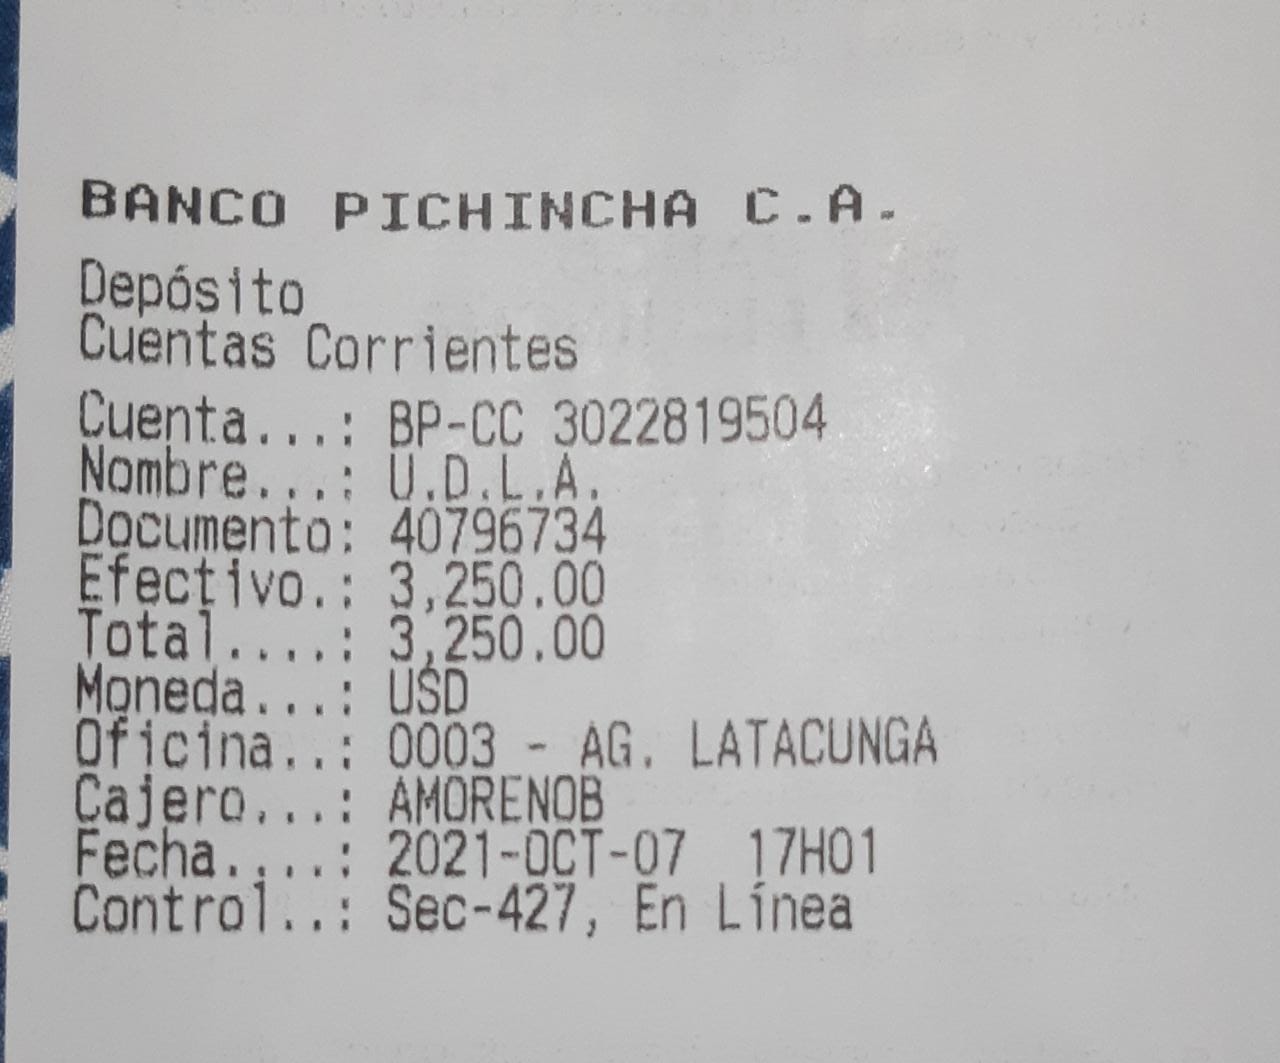 BANCO PICHINCHA C.A.
Depósito
Cuentas Corrientes
Cuenta...: BP-CC 3022819504
Nombre...: U.D.L.A.
Documento: 40796734
Efectivo.: 3,250.00
Total....: 3,250.00
Moneda...: USD
Oficina..: 0003 - AG. LATACUNGA
Cajero...: AMORENOB
Fecha....: 2021-OCT-07  17H01
Control..: Sec-427, En Línea